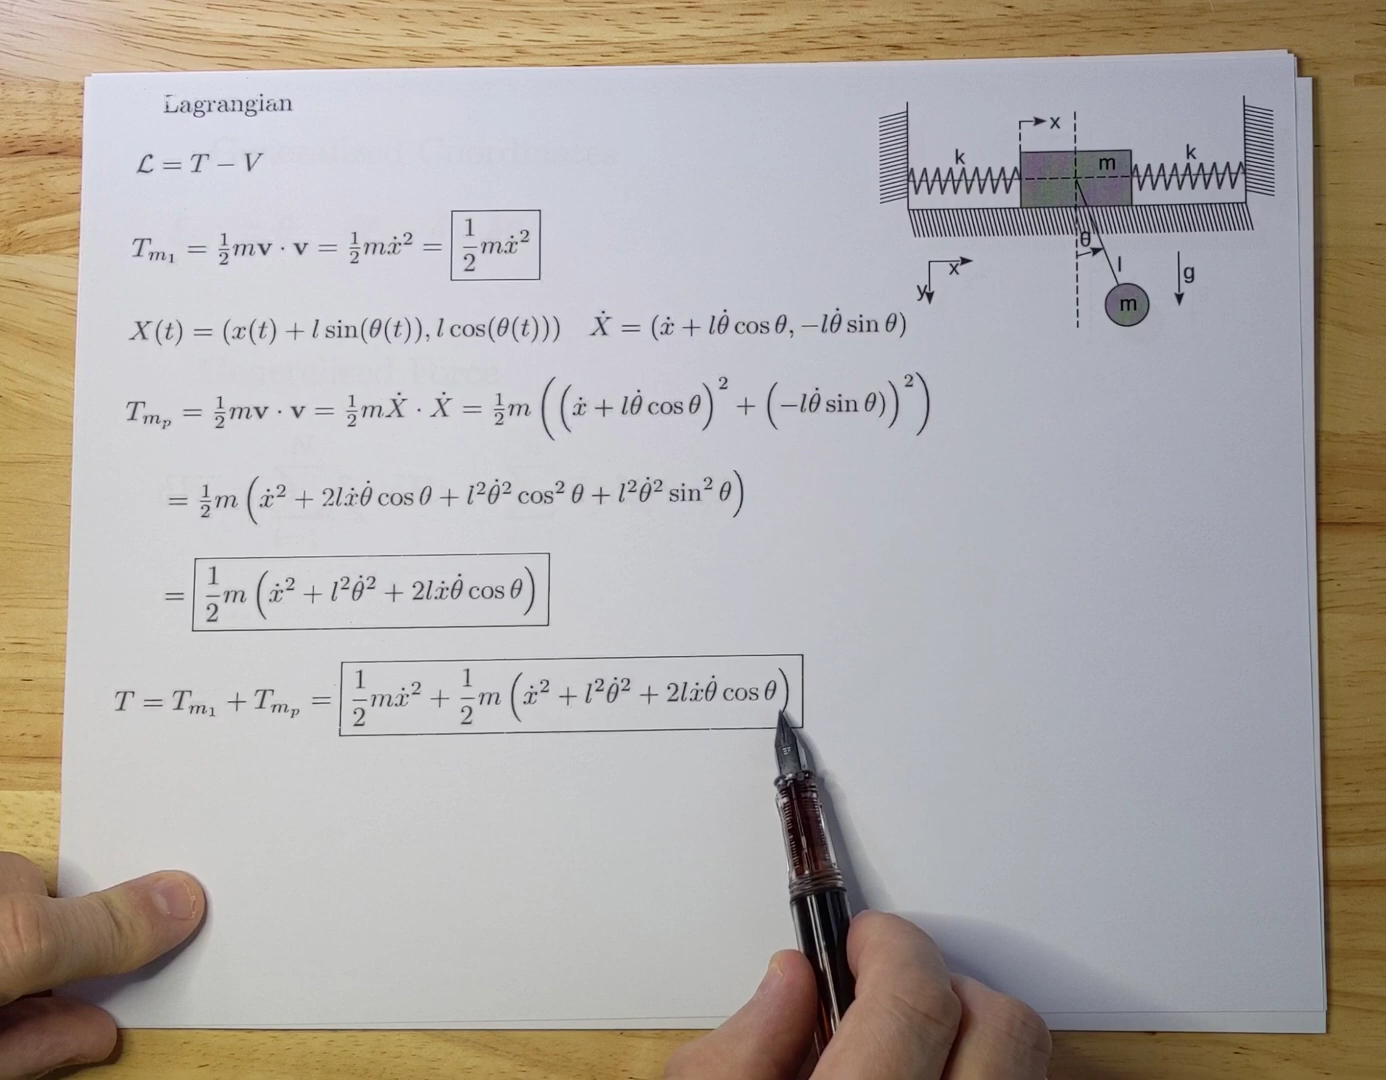 Lagrangian
ℒ = T − V
T_{m_1} = ½mv · v = ½mẋ² = ½mẋ²
X(t) = (x(t) + l sin(θ(t)), l cos(θ(t))) Ẋ = (ẋ + lθ̇ cos θ, −lθ̇ sin θ)
T_{m_p} = ½mv · v = ½mẊ · Ẋ = ½m ((ẋ + lθ̇ cos θ)² + (−lθ̇ sin θ))²)
= ½m (ẋ² + 2lẋθ̇ cos θ + l²θ̇² cos² θ + l²θ̇² sin² θ)
= ½m (ẋ² + l²θ̇² + 2lẋθ̇ cos θ)
T = T_{m_1} + T_{m_p} = ½mẋ² + ½m (ẋ² + l²θ̇² + 2lẋθ̇ cos θ)
x
k
m
k
θ
l
g
x
y
m